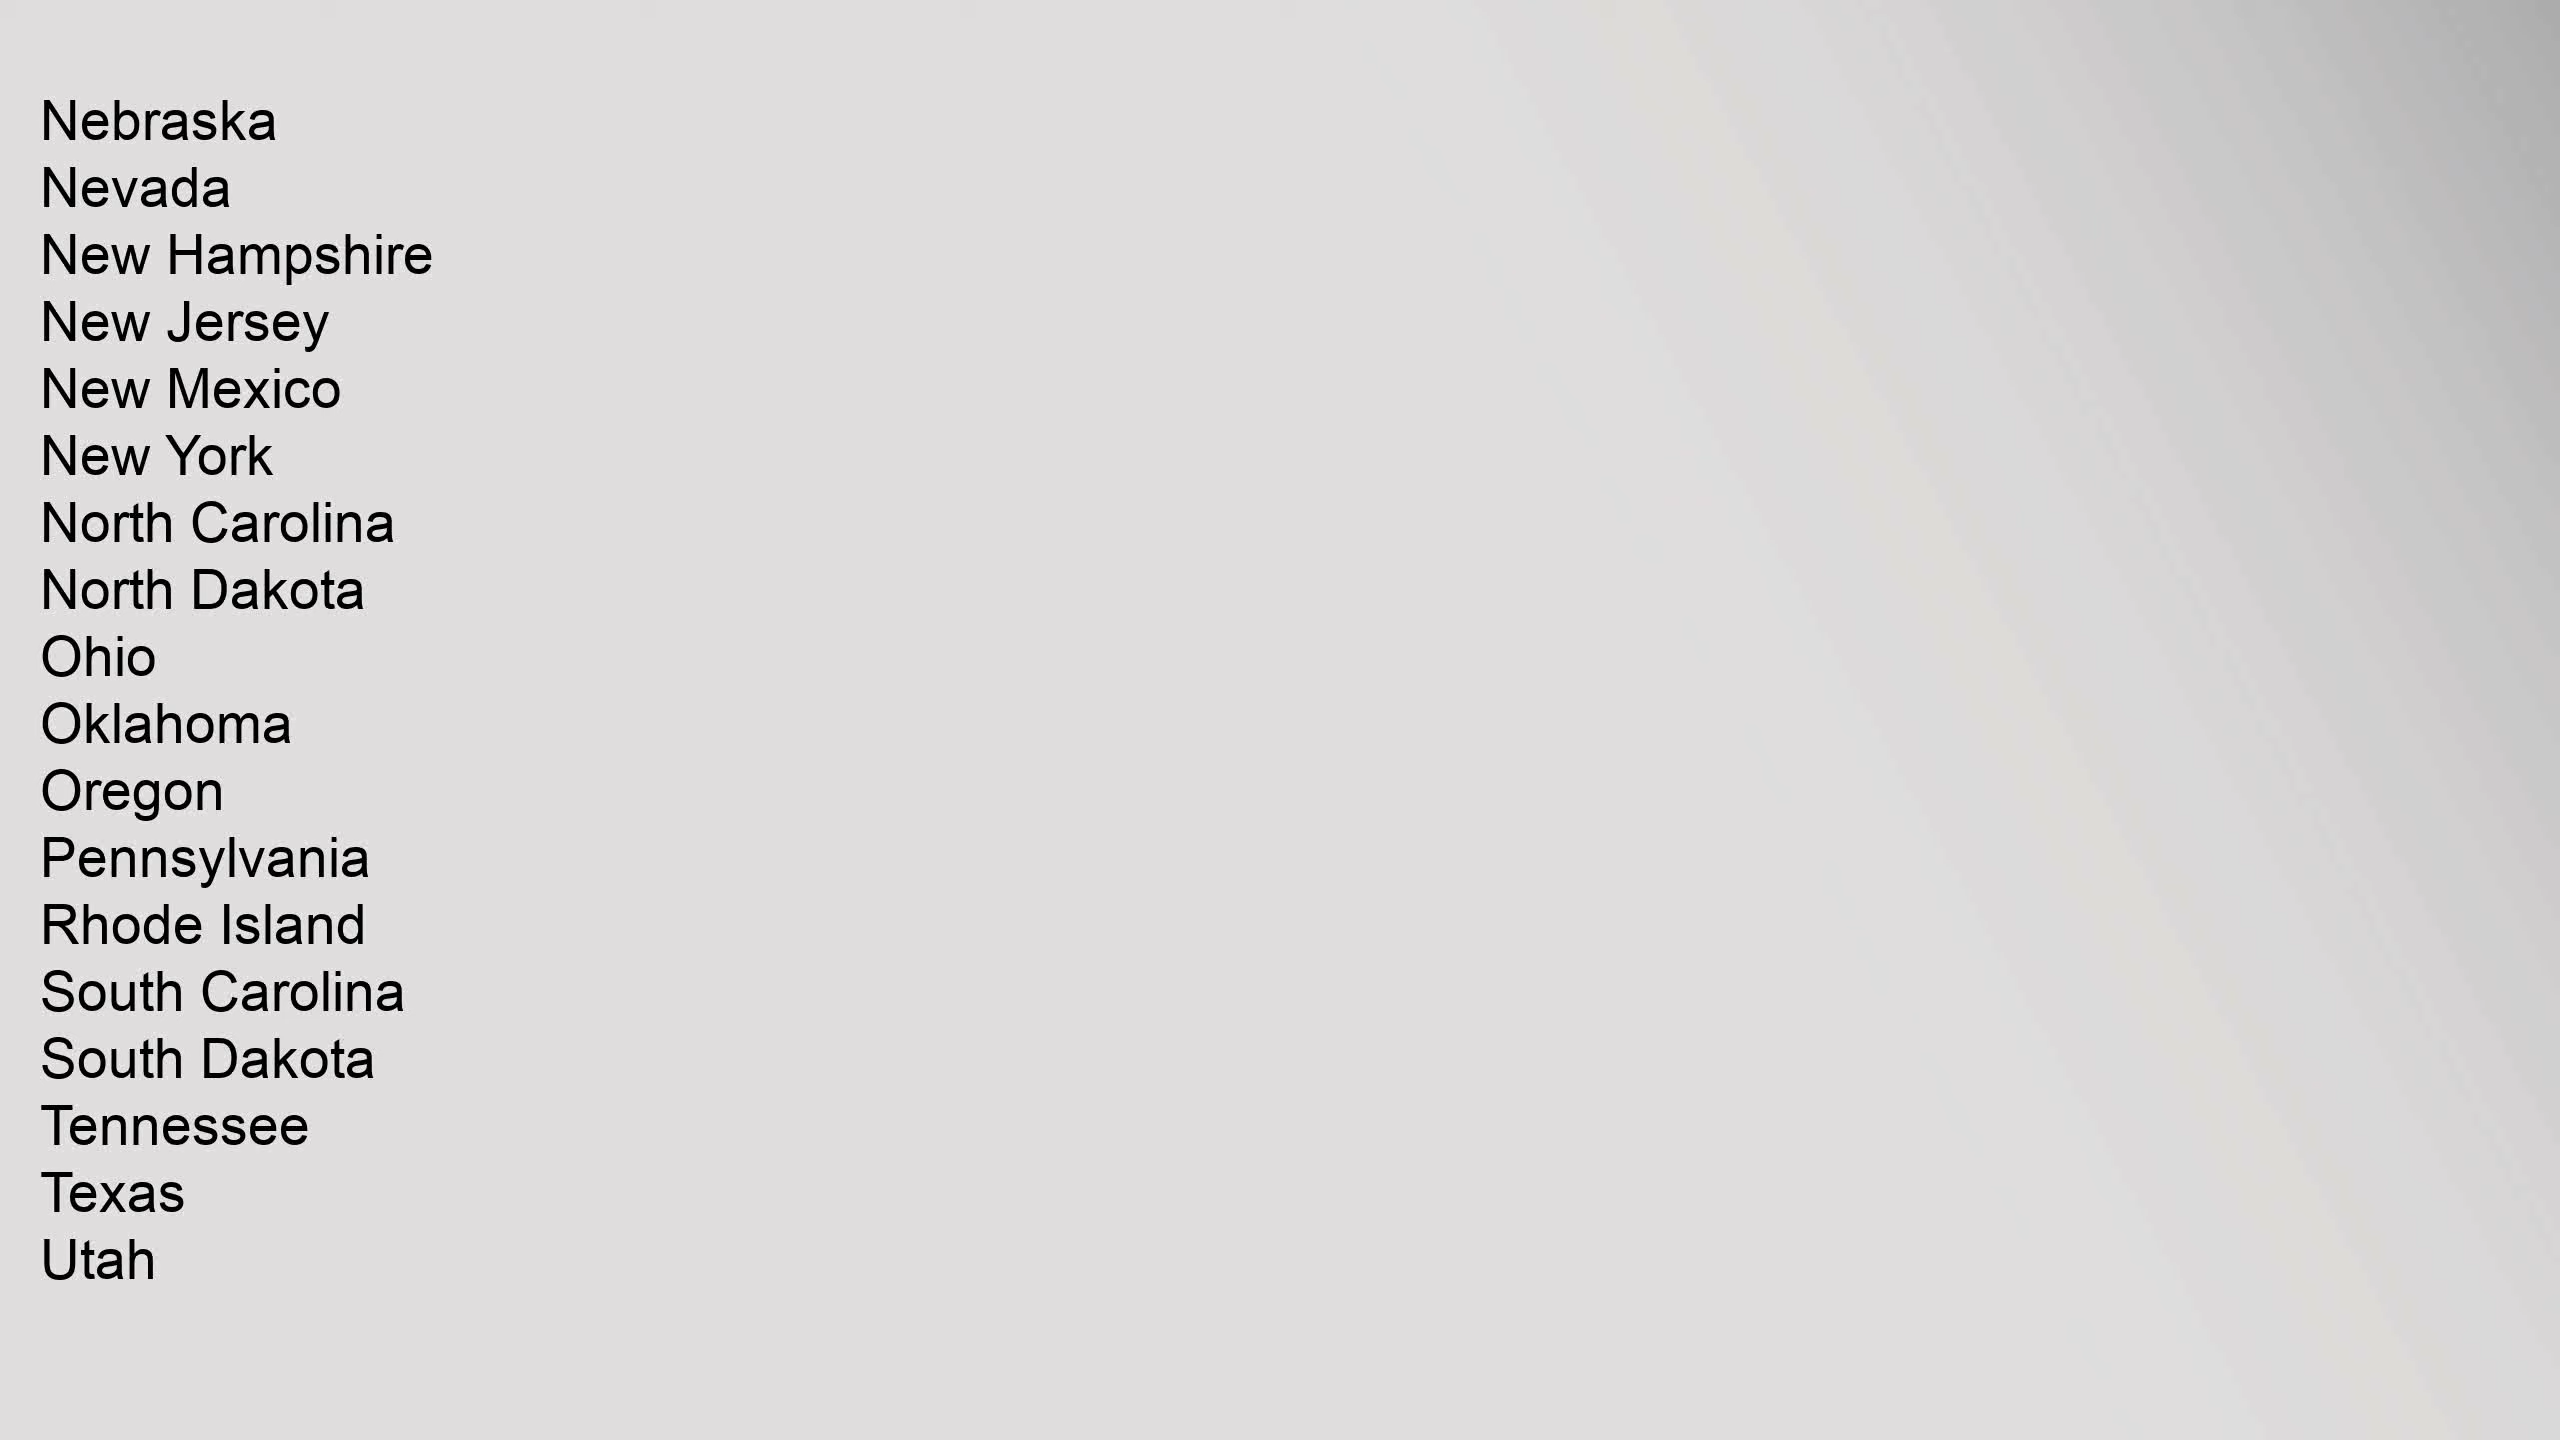 Nebraska
Nevada
New Hampshire
New Jersey
New Mexico
New York
North Carolina
North Dakota
Ohio
Oklahoma
Oregon
Pennsylvania
Rhode Island
South Carolina
South Dakota
Tennessee
Texas
Utah